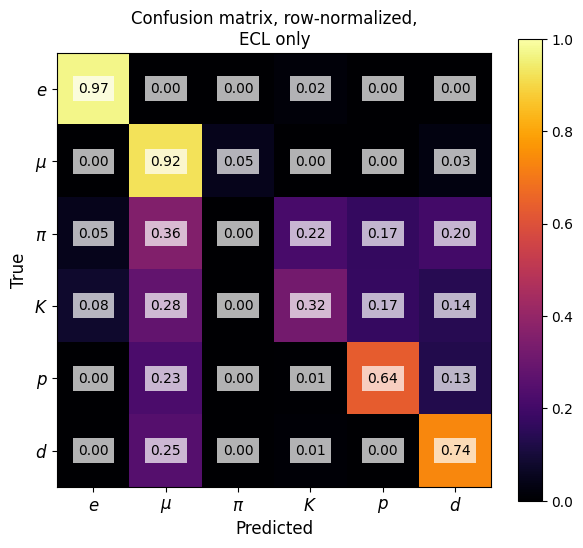 Confusion matrix, row-normalized,
ECL only
1.0
e 0.97 0.00 0.00 0.02 0.00 0.00
0.8
μ 0.00 0.92 0.05 0.00 0.00 0.03
0.6
π 0.05 0.36 0.00 0.22 0.17 0.20
True
K 0.08 0.28 0.00 0.32 0.17 0.14
0.4
p 0.00 0.23 0.00 0.01 0.64 0.13
0.2
d 0.00 0.25 0.00 0.01 0.00 0.74
0.0
e μ π K p d
Predicted